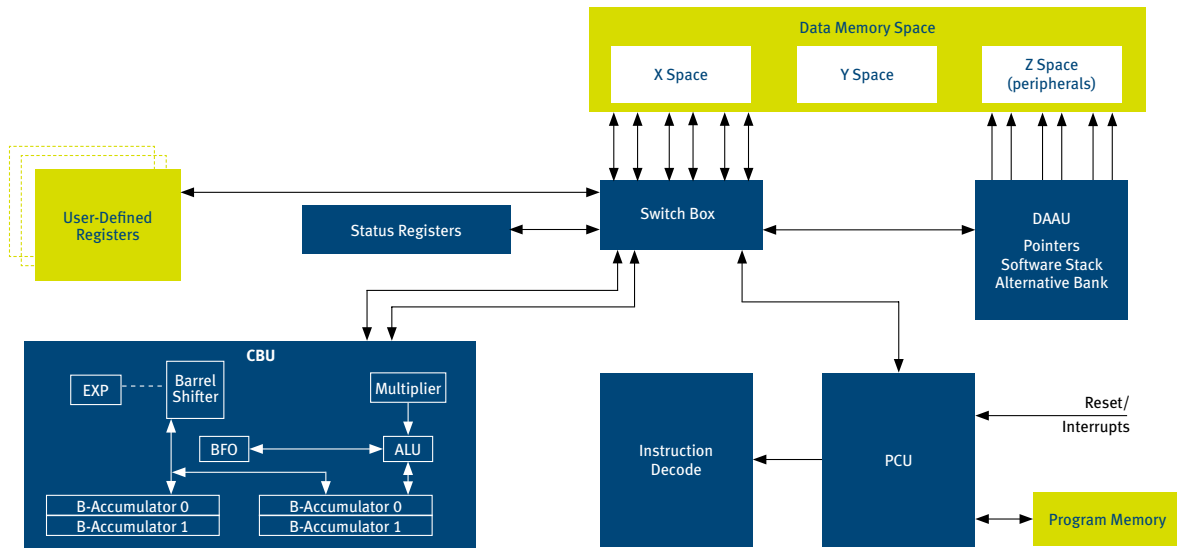 Data Memory Space
X Space
Y Space
Z Space
(peripherals)
User-Defined
Registers
Status Registers
Switch Box
DAAU
Pointers
Software Stack
Alternative Bank
CBU
EXP
Barrel
Shifter
Multiplier
BFO
ALU
B-Accumulator 0
B-Accumulator 1
B-Accumulator 0
B-Accumulator 1
Instruction
Decode
PCU
Reset/
Interrupts
Program Memory